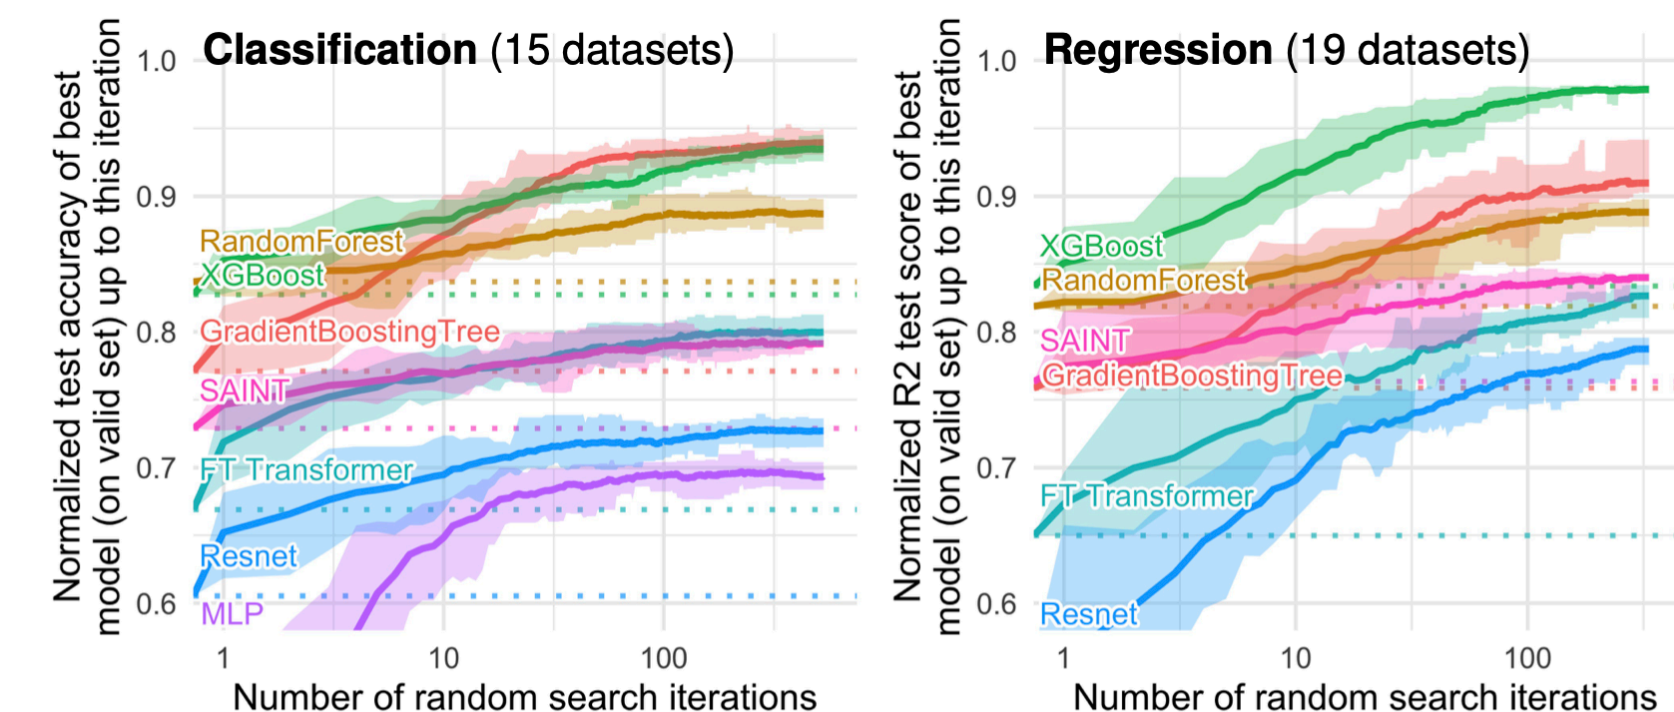 Normalized test accuracy of best
model (on valid set) up to this iteration
Classification (15 datasets)
1.0
0.9
0.8
0.7
0.6
RandomForest
XGBoost
GradientBoostingTree
SAINT
FT Transformer
Resnet
MLP
1 10 100
Number of random search iterations
Normalized R2 test score of best
model (on valid set) up to this iteration
Regression (19 datasets)
1.0
0.9
0.8
0.7
0.6
XGBoost
RandomForest
SAINT
GradientBoostingTree
FT Transformer
Resnet
1 10 100
Number of random search iterations